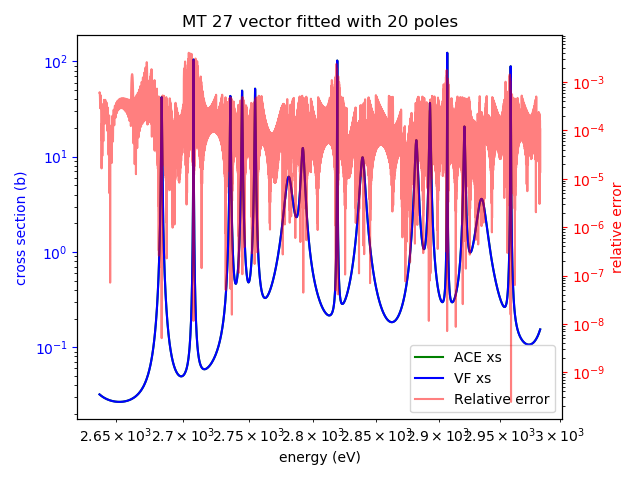 MT 27 vector fitted with 20 poles
cross section (b)
10² 10¹ 10⁰ 10⁻¹
10⁻³ 10⁻⁴ 10⁻⁵ 10⁻⁶ 10⁻⁷ 10⁻⁸ 10⁻⁹
relative error
ACE xs
VF xs
Relative error
2.65 × 10³ 2.7 × 10³ 2.75 × 10³ 2.8 × 10³ 2.85 × 10³ 2.9 × 10³ 2.95 × 10³ 3 × 10³
energy (eV)